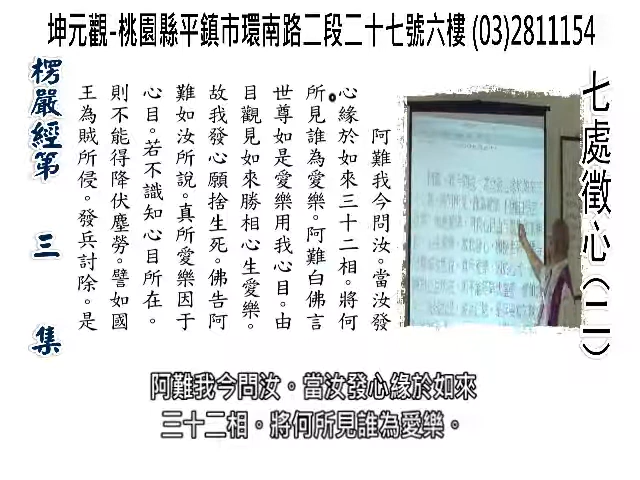 坤元觀-桃園縣平鎮市環南路二段二十七號六樓 (03)2811154
七處徵心（二）
阿難我今問汝。當汝發
心緣於如來三十二相。將何
所見誰為愛樂。阿難白佛言
世尊如是愛樂用我心目。由
目觀見如來勝相心生愛樂。
故我發心願捨生死。佛告阿
難如汝所說。真所愛樂因于
心目。若不識知心目所在。
則不能得降伏塵勞。譬如國
王為賊所侵。發兵討除。是
楞嚴經第 三 集
阿難我今問汝。當汝發心緣於如來
三十二相。將何所見誰為愛樂。